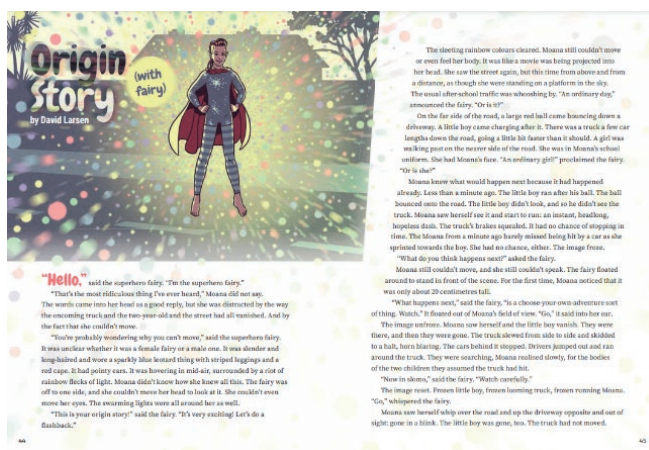 Origin
Story
(with
fairy)
by David Larsen
"Hello," said the superhero fairy. "I'm the superhero fairy."
"That's the most ridiculous thing I've ever heard," Moana did not say.
The words came into her head as a good reply, but she was distracted by the way
the oncoming truck and the two-year-old and the street had all vanished. And by
the fact that she couldn't move.
"You're probably wondering why you can't move," said the superhero fairy.
It was unclear whether it was a female fairy or a male one. It was slender and
long-haired and wore a sparkly blue leotard thing with striped leggings and a
red cape. It had pointy ears. It was hovering in mid-air, surrounded by a riot of
rainbow flecks of light. Moana didn't know how she knew all this. The fairy was
off to one side, and she couldn't move her head to look at it. She couldn't even
move her eyes. The swarming lights were all around her as well.
"This is your origin story!" said the fairy. "It's very exciting! Let's do a
flashback."
44
The sleeting rainbow colours cleared. Moana still couldn't move
or even feel her body. It was like a movie was being projected into
her head. She saw the street again, but this time from above and from
a distance, as though she were standing on a platform in the sky.
The usual after-school traffic was whooshing by. "An ordinary day,"
announced the fairy. "Or is it?"
On the far side of the road, a large red ball came bouncing down a
driveway. A little boy came charging after it. There was a truck a few car
lengths down the road, going a little bit faster than it should. A girl was
walking past on the nearer side of the road. She was in Moana's school
uniform. She had Moana's face. "An ordinary girl!" proclaimed the fairy.
"Or is she?"
Moana knew what would happen next because it had happened
already. Less than a minute ago. The little boy ran after his ball. The ball
bounced onto the road. The little boy didn't look, and so he didn't see the
truck. Moana saw herself see it and start to run: an instant, headlong,
hopeless dash. The truck's brakes squealed. It had no chance of stopping in
time. The Moana from a minute ago barely missed being hit by a car as she
sprinted towards the boy. She had no chance, either. The image froze.
"What do you think happens next?" asked the fairy.
Moana still couldn't move, and she still couldn't speak. The fairy floated
around to stand in front of the scene. For the first time, Moana noticed that it
was only about 20 centimetres tall.
"What happens next," said the fairy, "is a choose-your-own-adventure sort
of thing. Watch." It floated out of Moana's field of view. "Go," it said into her ear.
The image unfroze. Moana saw herself and the little boy vanish. They were
there, and then they were gone. The truck slewed from side to side and skidded
to a halt, horn blaring. The cars behind it stopped. Drivers jumped out and ran
around the truck. They were searching, Moana realised slowly, for the bodies
of the two children they assumed the truck had hit.
"Now in slomo," said the fairy. "Watch carefully."
The image reset. Frozen little boy, frozen looming truck, frozen running Moana.
"Go," whispered the fairy.
Moana saw herself whip over the road and up the driveway opposite and out of
sight: gone in a blink. The little boy was gone, too. The truck had not moved.
45